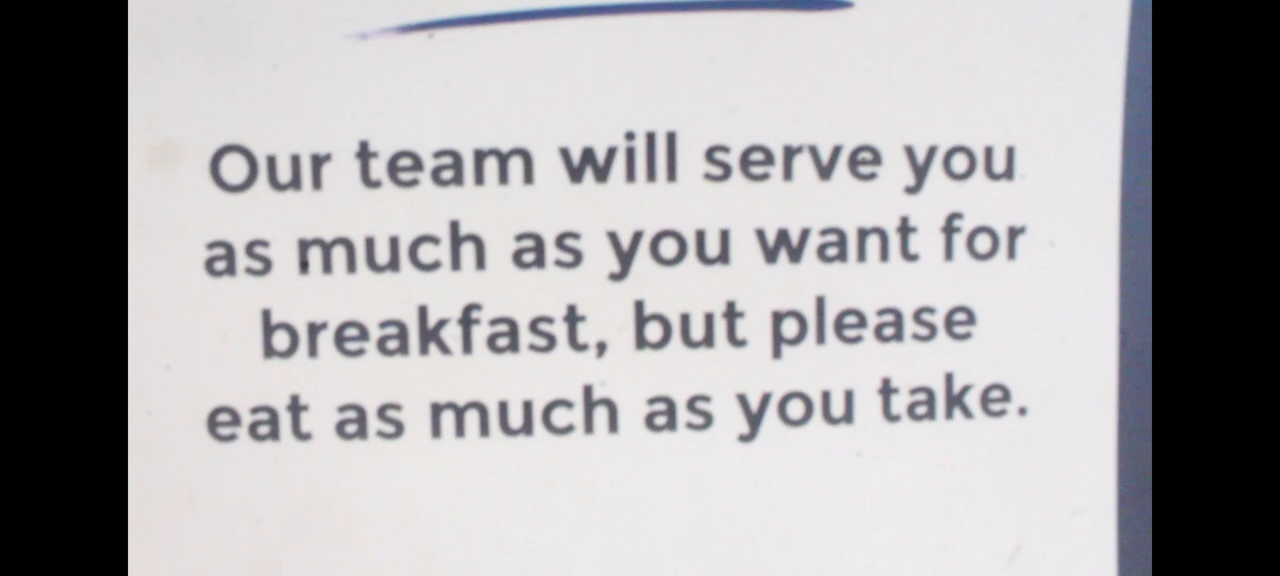 Our team will serve you
as much as you want for
breakfast, but please
eat as much as you take.